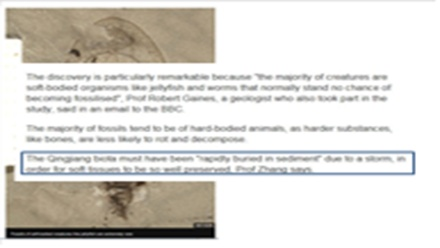 The discovery is particularly remarkable because "the majority of creatures are
soft-bodied organisms like jellyfish and worms that normally stand no chance of
becoming fossilised", Prof Robert Gaines, a geologist who also took part in the
study, said in an email to the BBC.
The majority of fossils tend to be of hard-bodied animals, as harder substances,
like bones, are less likely to rot and decompose.
The Qingjiang biota must have been "rapidly buried in sediment" due to a storm, in
order for soft tissues to be so well preserved, Prof Zhang says.